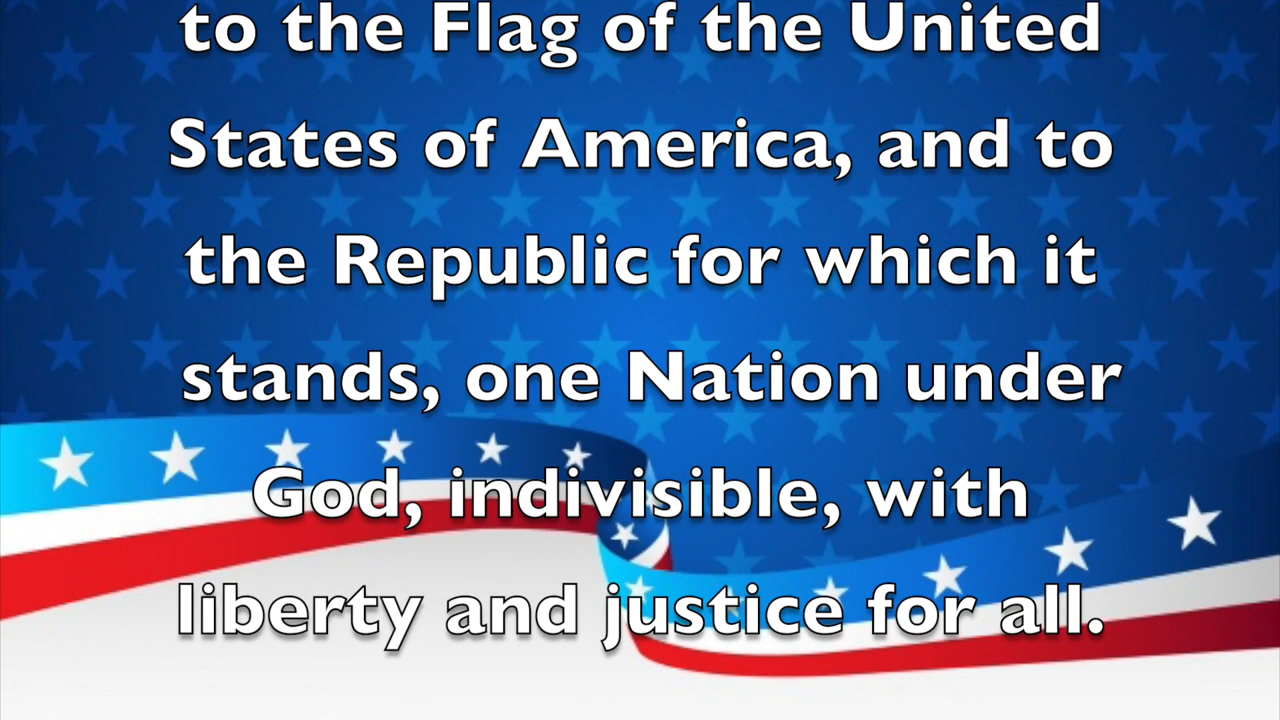 to the Flag of the United
States of America, and to
the Republic for which it
stands, one Nation under
God, indivisible, with
liberty and justice for all.